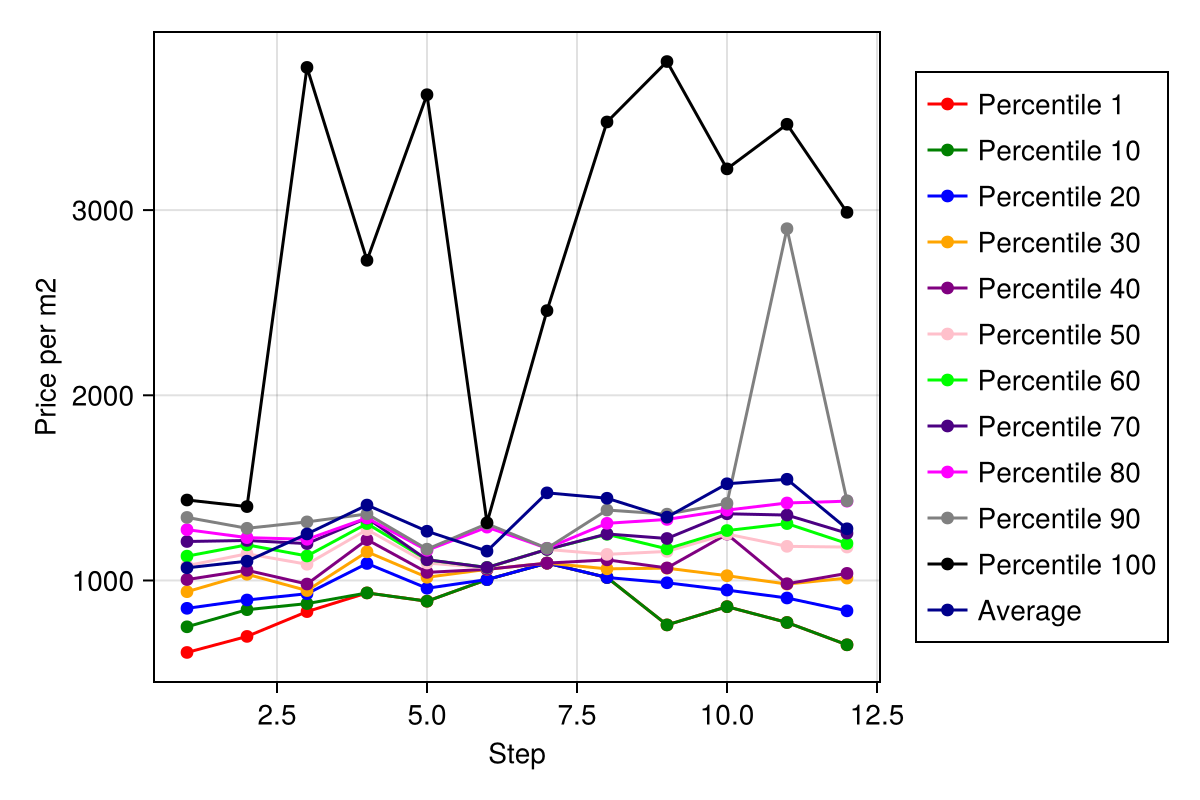 Price per m2
3000
2000
1000
2.5 5.0 7.5 10.0 12.5
Step
Percentile 1
Percentile 10
Percentile 20
Percentile 30
Percentile 40
Percentile 50
Percentile 60
Percentile 70
Percentile 80
Percentile 90
Percentile 100
Average